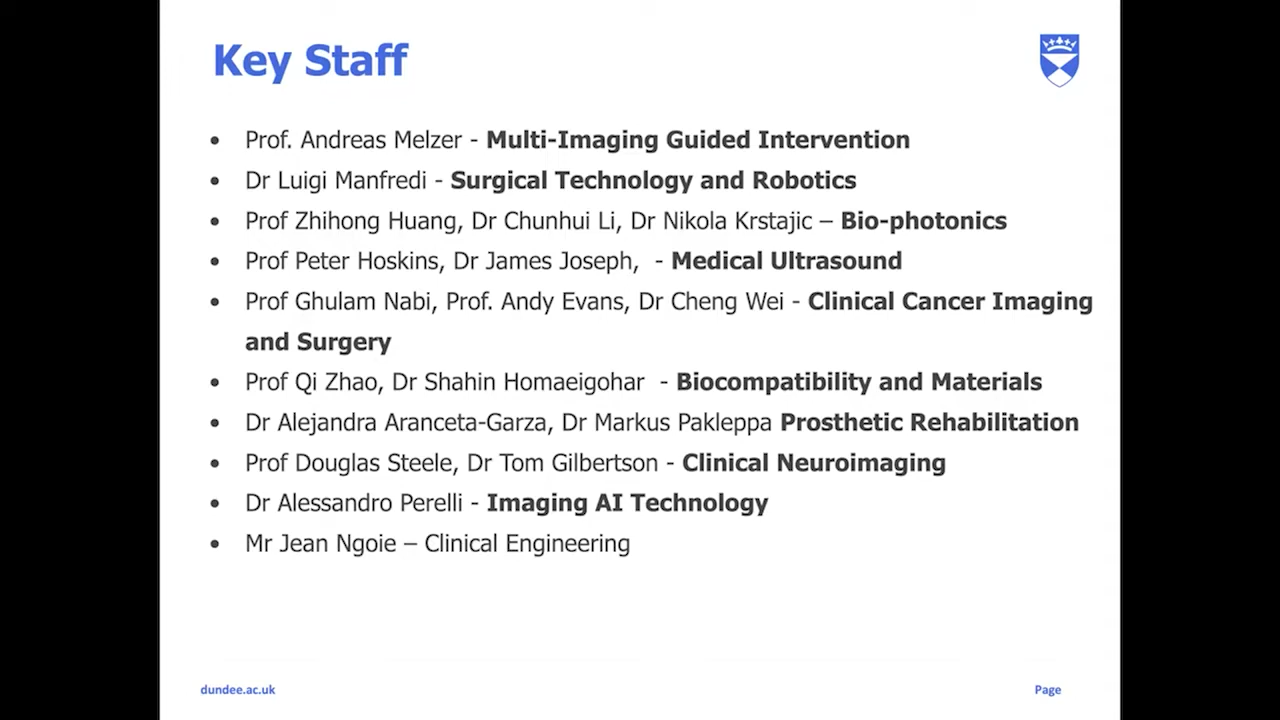 Key Staff
• Prof. Andreas Melzer - Multi-Imaging Guided Intervention
• Dr Luigi Manfredi - Surgical Technology and Robotics
• Prof Zhihong Huang, Dr Chunhui Li, Dr Nikola Krstajic – Bio-photonics
• Prof Peter Hoskins, Dr James Joseph,  - Medical Ultrasound
• Prof Ghulam Nabi, Prof. Andy Evans, Dr Cheng Wei - Clinical Cancer Imaging
and Surgery
• Prof Qi Zhao, Dr Shahin Homaeigohar  - Biocompatibility and Materials
• Dr Alejandra Aranceta-Garza, Dr Markus Pakleppa Prosthetic Rehabilitation
• Prof Douglas Steele, Dr Tom Gilbertson - Clinical Neuroimaging
• Dr Alessandro Perelli - Imaging AI Technology
• Mr Jean Ngoie – Clinical Engineering
dundee.ac.uk
Page